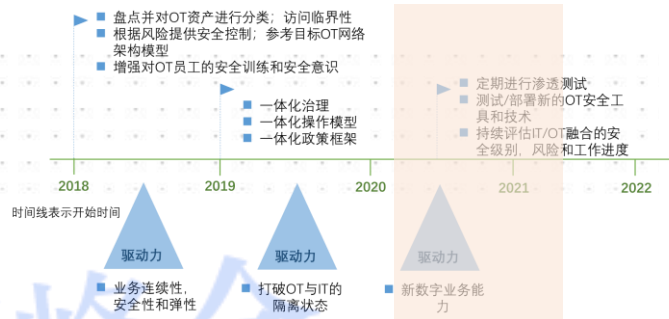 盘点并对OT资产进行分类；访问临界性
根据风险提供安全控制；参考目标OT网络
架构模型
增强对OT员工的安全训练和安全意识
一体化治理
一体化操作模型
一体化政策框架
定期进行渗透测试
测试/部署新的OT安全工
具和技术
持续评估IT/OT融合的安
全级别，风险和工作进度
2018
2019
2020
2021
2022
时间线表示开始时间
驱动力
驱动力
驱动力
业务连续性，
安全性和弹性
打破OT与IT的
隔离状态
新数字业务能
力